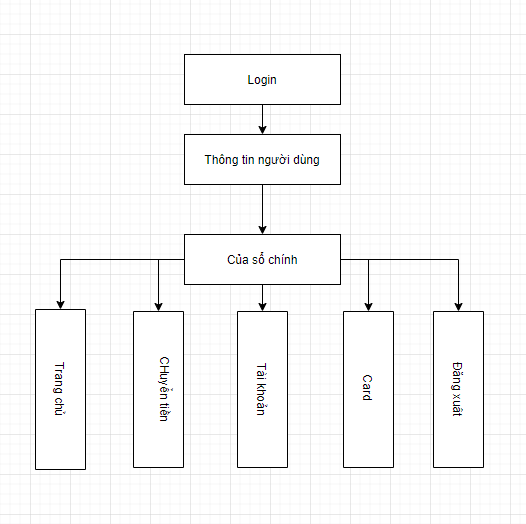 Login
Thông tin người dùng
Của sổ chính
Trang chủ
CHuyển tiền
Tài khoản
Card
Đăng xuất